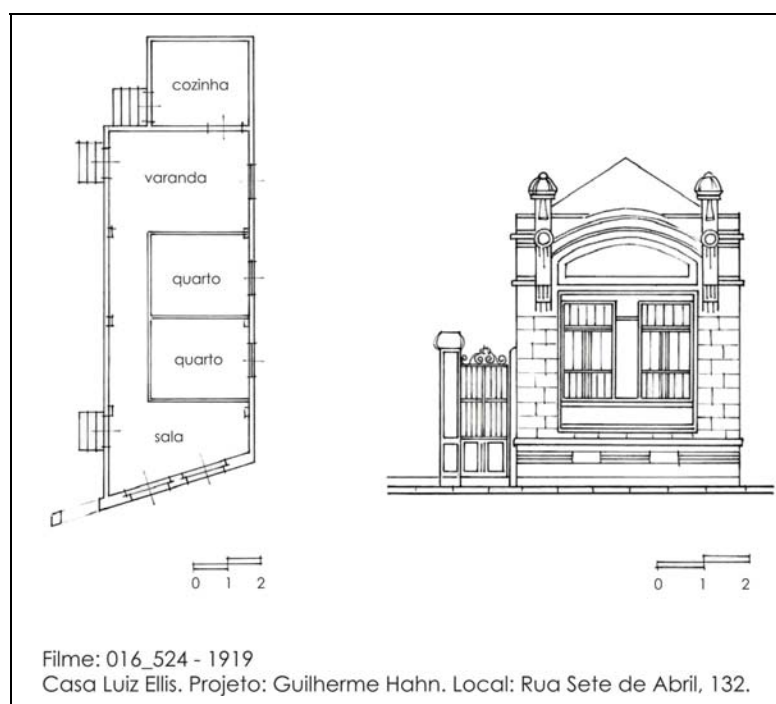 cozinha
varanda
quarto
quarto
sala
0 1 2
0 1 2
Filme: 016_524 - 1919
Casa Luiz Ellis. Projeto: Guilherme Hahn. Local: Rua Sete de Abril, 132.